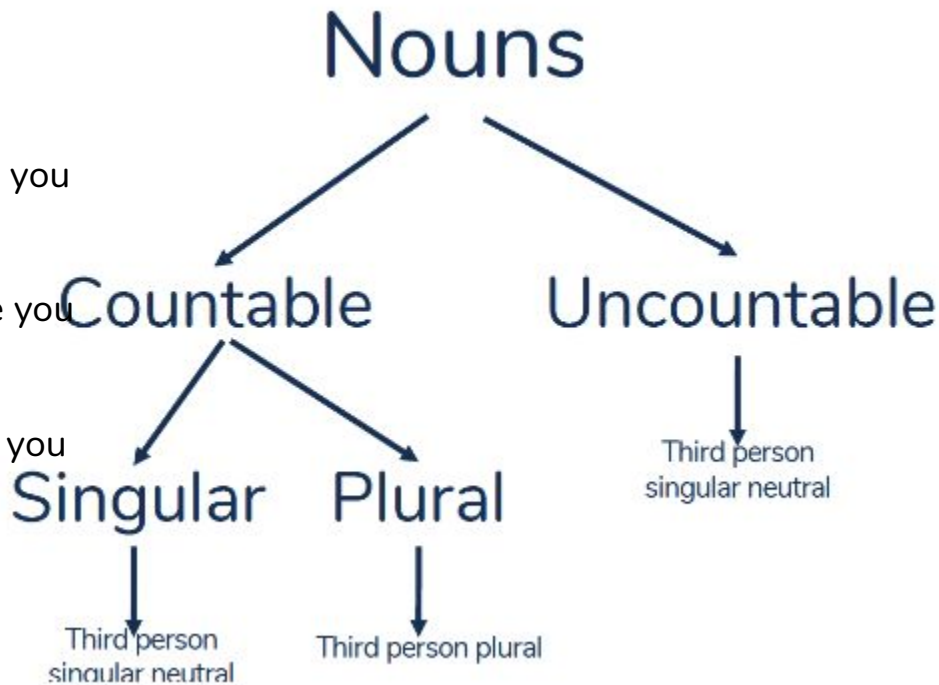 Nouns
you
e you
Countable
Uncountable
you
Third person
singular neutral
Singular
Plural
Third person
singular neutral
Third person plural